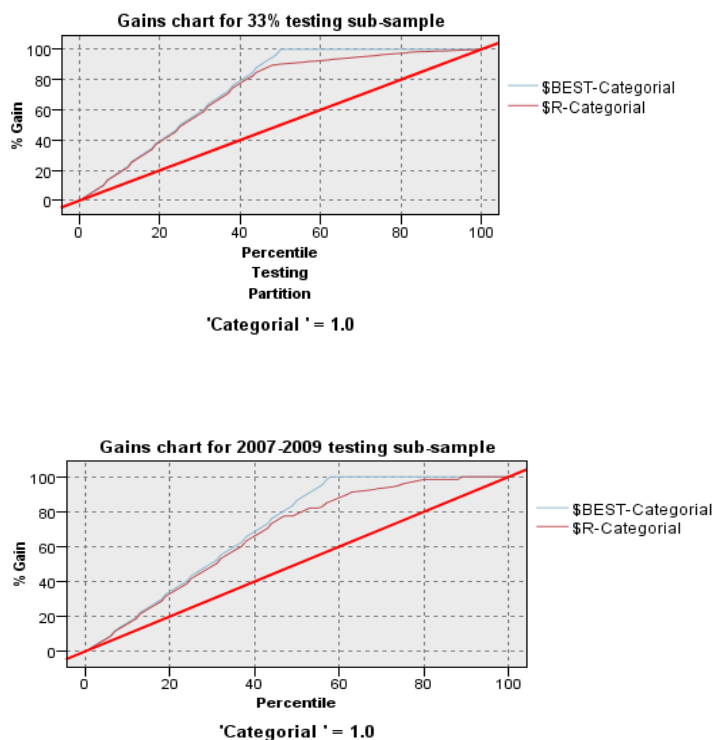 Gains chart for 33% testing sub-sample
100
80
60
40
20
0
% Gain
0 20 40 60 80 100
Percentile
Testing
Partition
'Categorial ' = 1.0
$BEST-Categorial
$R-Categorial
Gains chart for 2007-2009 testing sub-sample
100
80
60
40
20
0
% Gain
0 20 40 60 80 100
Percentile
'Categorial ' = 1.0
$BEST-Categorial
$R-Categorial